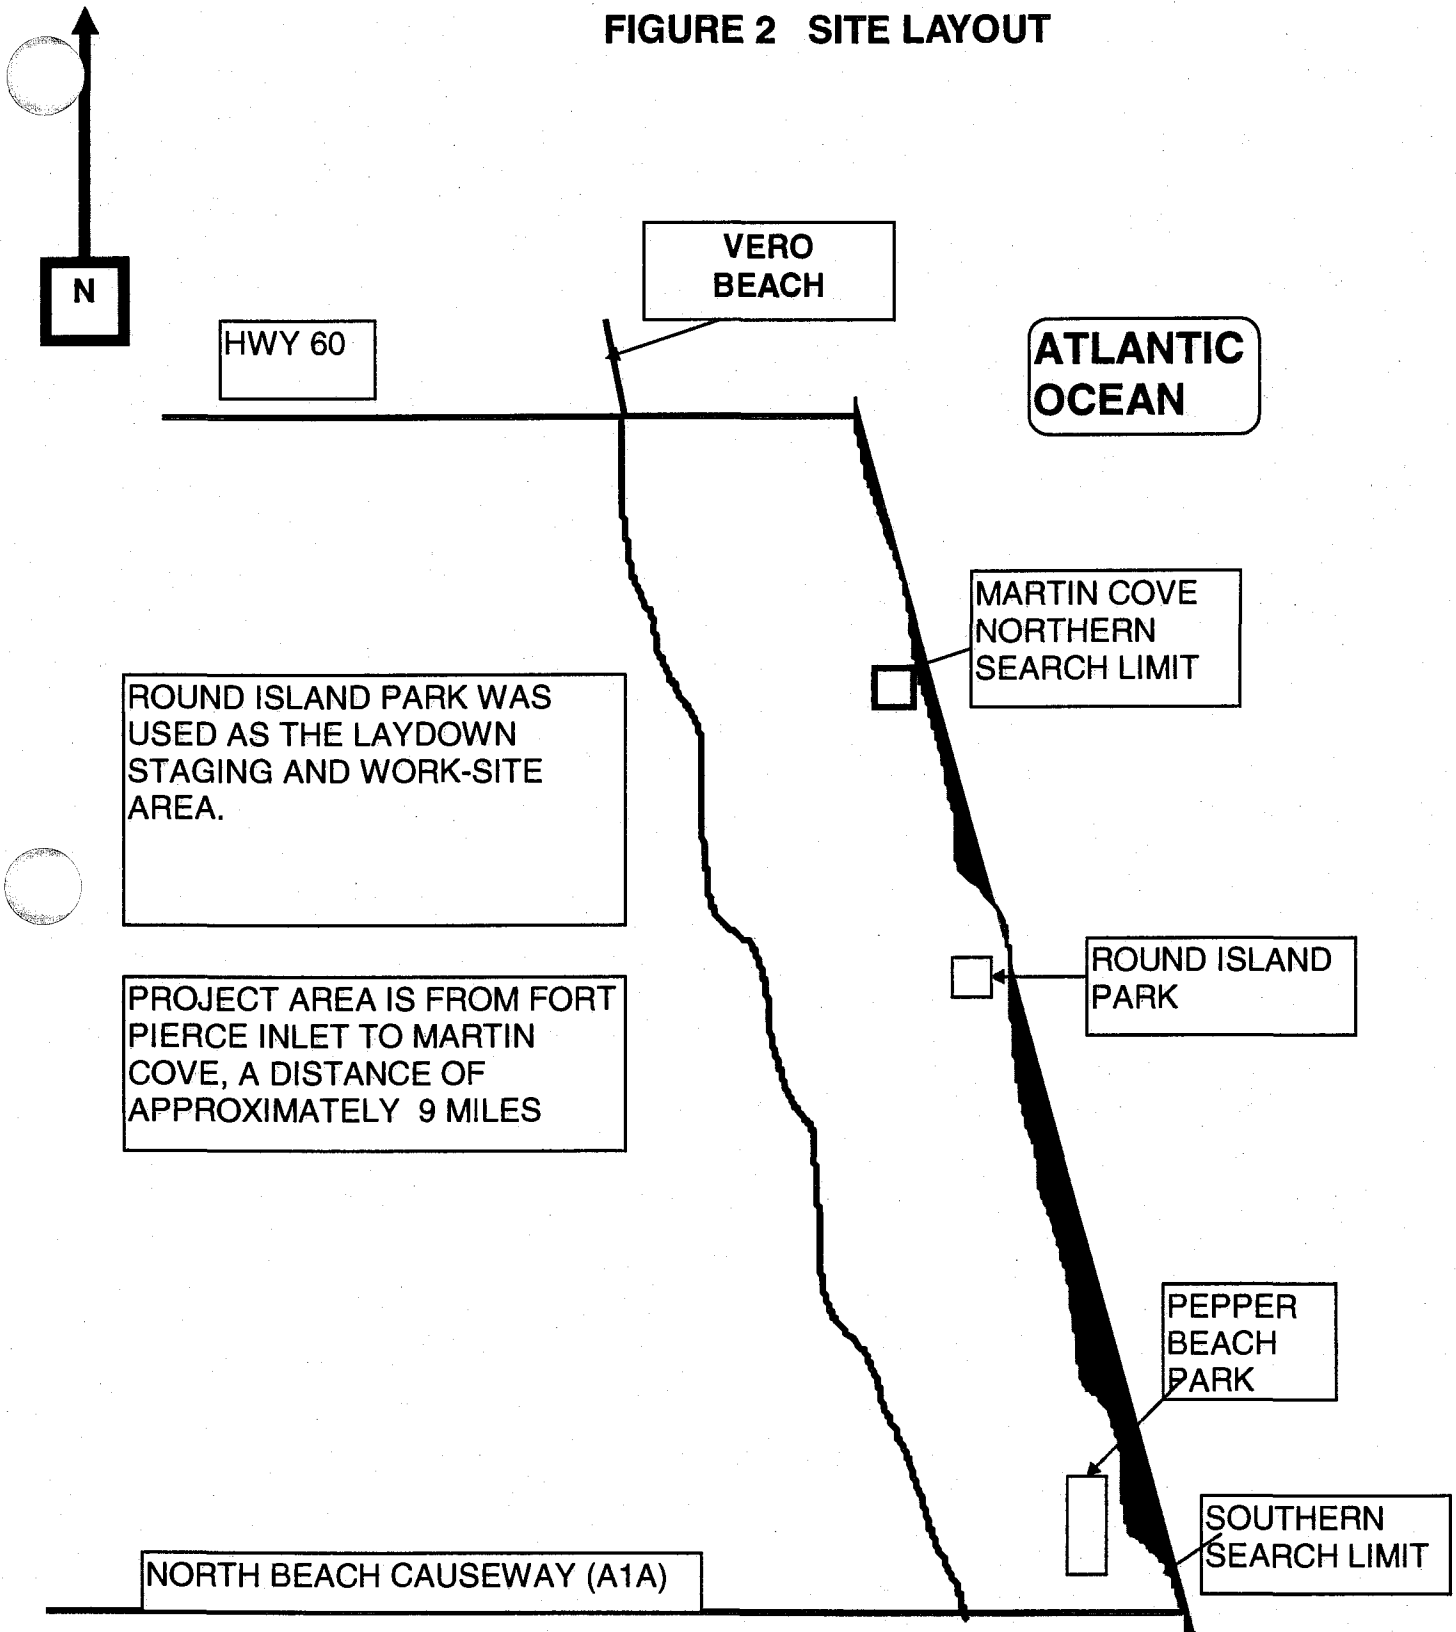 FIGURE 2 SITE LAYOUT
N
VERO
BEACH
HWY 60
ATLANTIC
OCEAN
MARTIN COVE
NORTHERN
SEARCH LIMIT
ROUND ISLAND PARK WAS
USED AS THE LAYDOWN
STAGING AND WORK-SITE
AREA.
ROUND ISLAND
PARK
PROJECT AREA IS FROM FORT
PIERCE INLET TO MARTIN
COVE, A DISTANCE OF
APPROXIMATELY 9 MILES
PEPPER
BEACH
PARK
SOUTHERN
SEARCH LIMIT
NORTH BEACH CAUSEWAY (A1A)